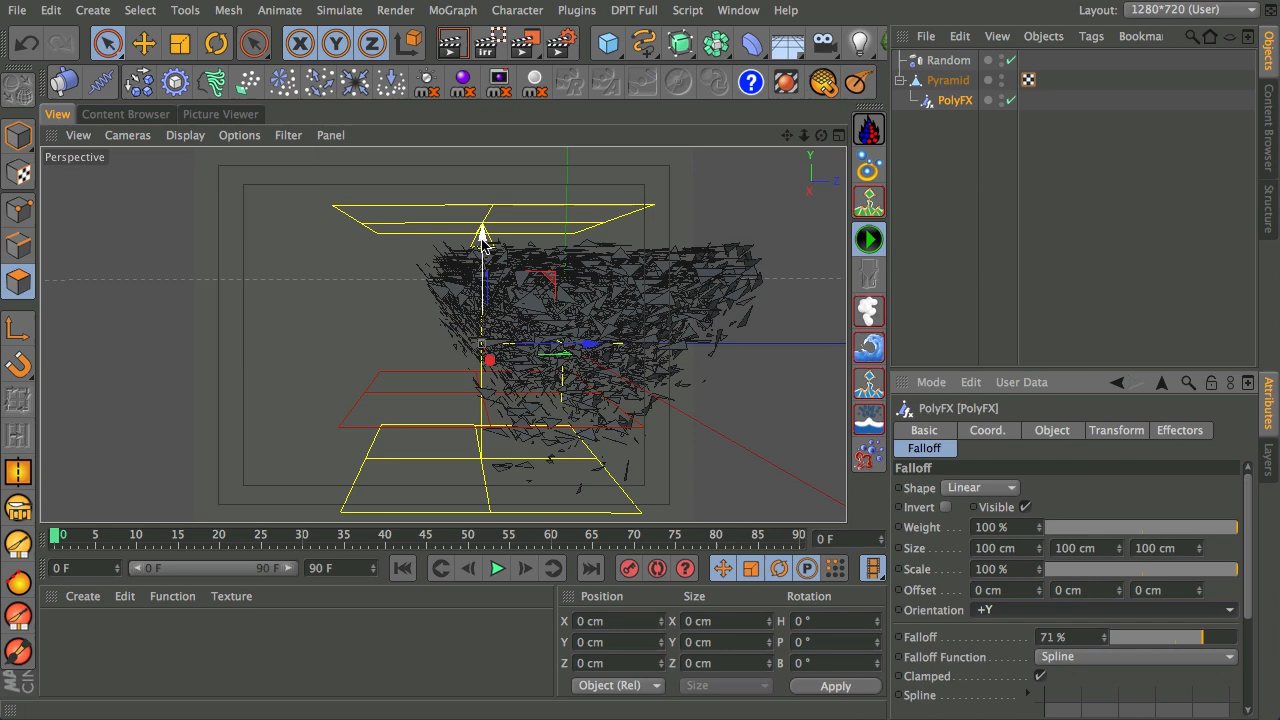 File Edit Create Select Tools Mesh Animate Simulate Render MoGraph Character Plugins DPIT Full Script Window Help
Layout: 1280*720 (User)
File Edit View Objects Tags Bookma
Random
Pyramid
PolyFX
Objects
Content Browser
Structure
View Content Browser Picture Viewer
View Cameras Display Options Filter Panel
Perspective
Y
Z
X
Mode Edit User Data
PolyFX [PolyFX]
Basic Coord. Object Transform Effectors
Falloff
Falloff
Shape Linear
Invert Visible
Weight 100 %
Size 100 cm 100 cm 100 cm
Scale 100 %
Offset 0 cm 0 cm 0 cm
Orientation +Y
Falloff 71 %
Falloff Function Spline
Clamped
Spline
Attributes
Layers
0 5 10 15 20 25 30 35 40 45 50 55 60 65 70 75 80 85 90 0 F
0 F 0 F 90 F 90 F
Create Edit Function Texture
Position Size Rotation
X 0 cm X 0 cm H 0 °
Y 0 cm Y 0 cm P 0 °
Z 0 cm Z 0 cm B 0 °
Object (Rel) Size Apply